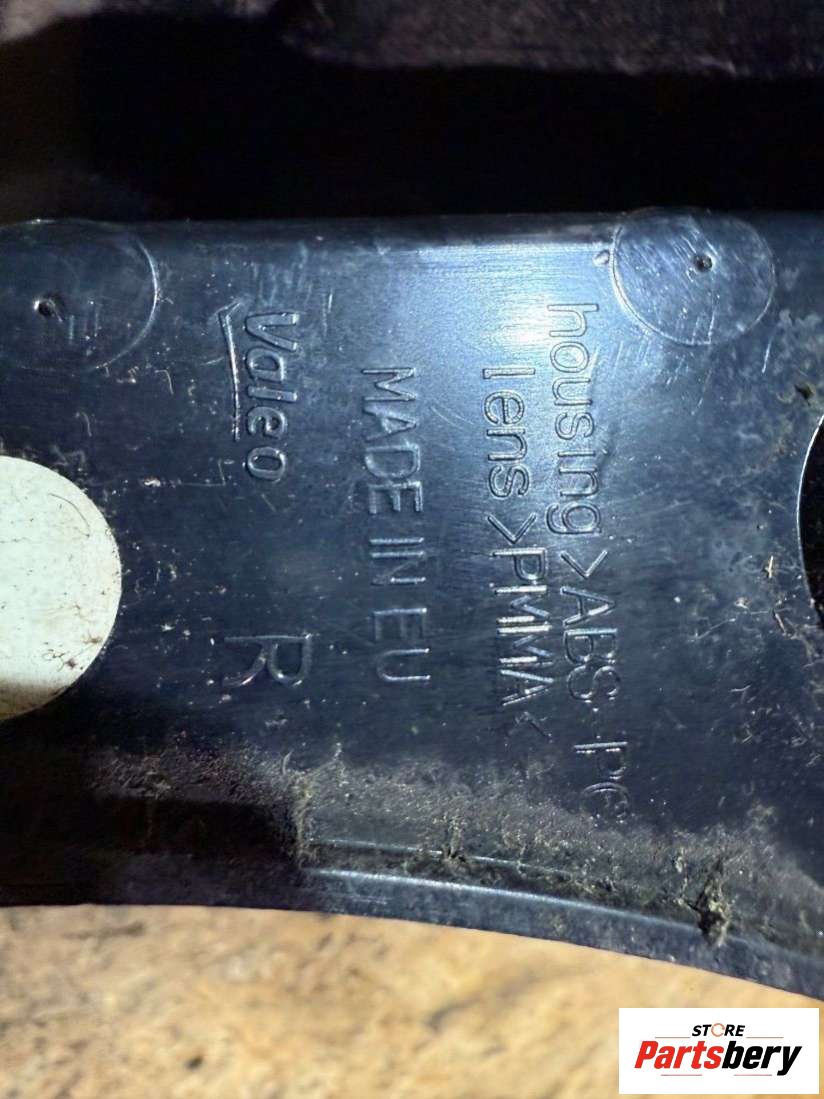 housing>ABS+PC
lens>PMMA<
MADE IN EU
Valeo
R
STORE
Partsbery